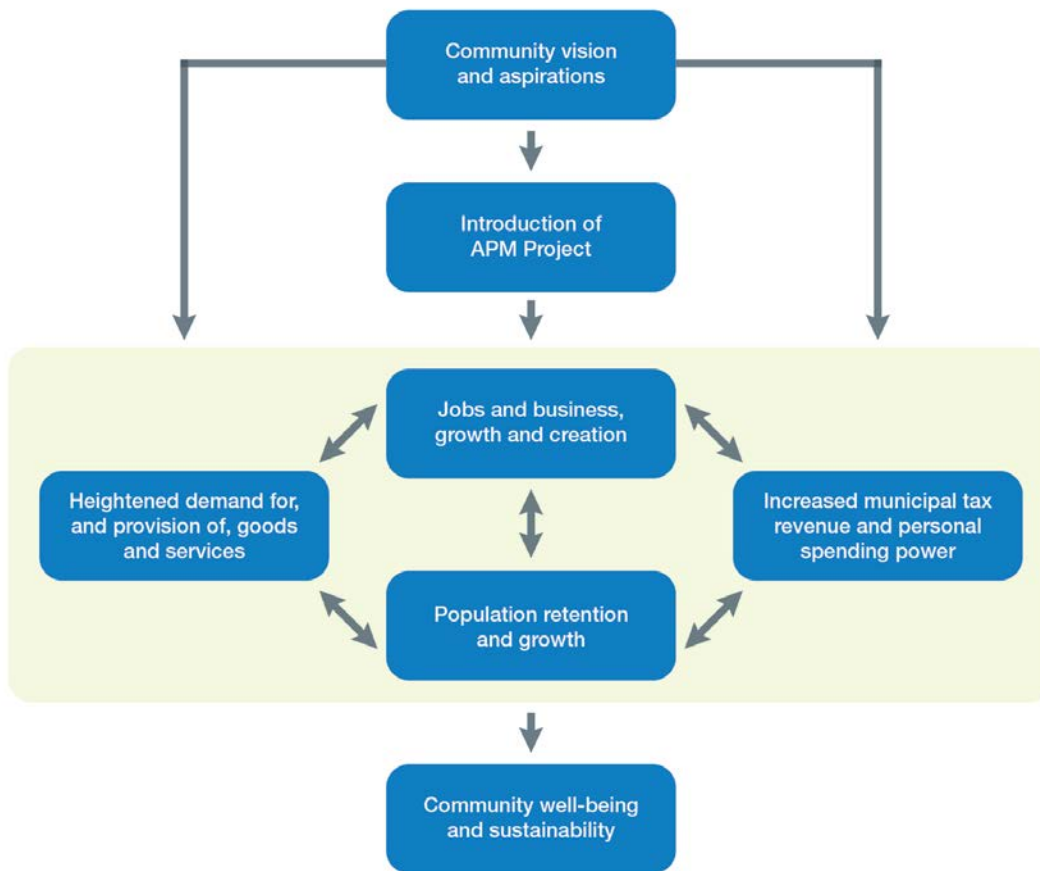 Community vision
and aspirations
Introduction of
APM Project
Jobs and business,
growth and creation
Heightened demand for,
and provision of, goods
and services
Increased municipal tax
revenue and personal
spending power
Population retention
and growth
Community well-being
and sustainability